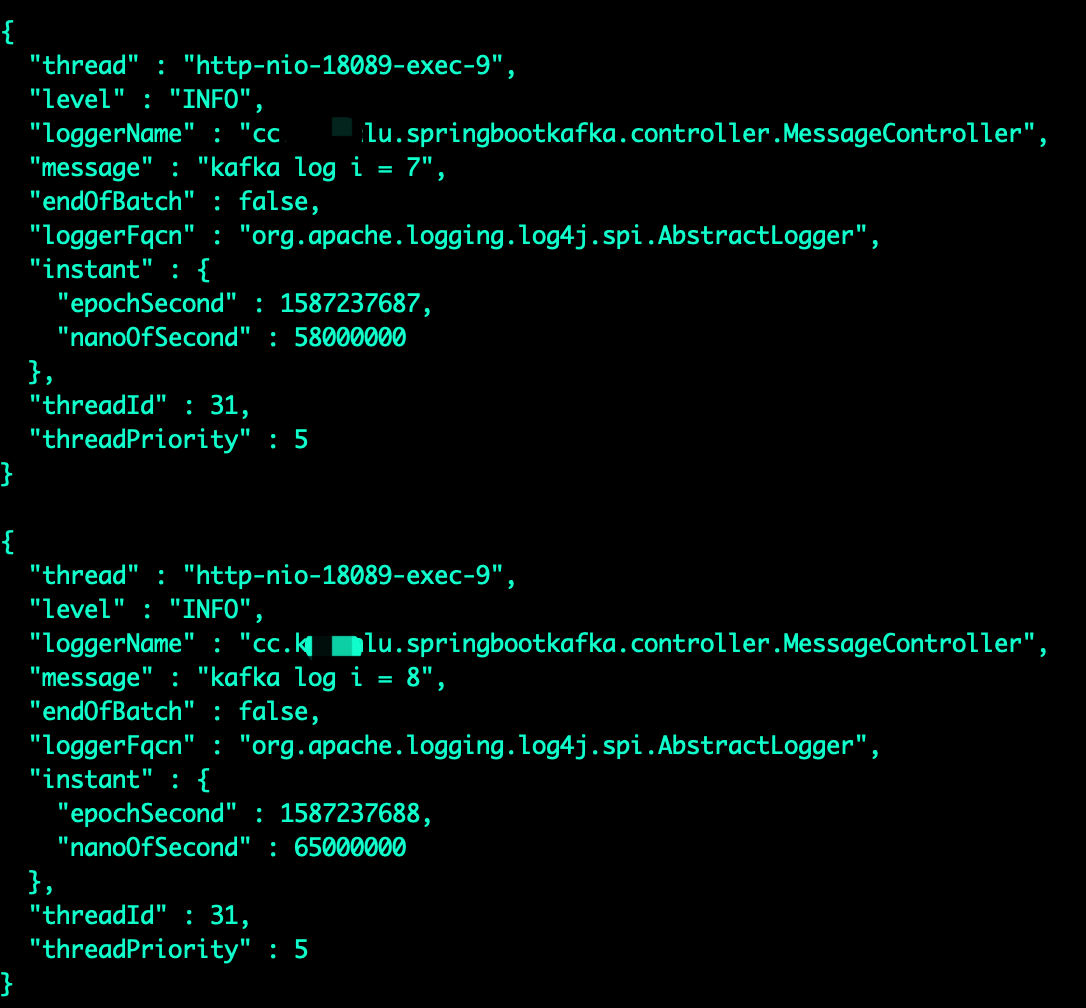 {
  "thread" : "http-nio-18089-exec-9",
  "level" : "INFO",
  "loggerName" : "cc lu.springbootkafka.controller.MessageController",
  "message" : "kafka log i = 7",
  "endOfBatch" : false,
  "loggerFqcn" : "org.apache.logging.log4j.spi.AbstractLogger",
  "instant" : {
    "epochSecond" : 1587237687,
    "nanoOfSecond" : 58000000
  },
  "threadId" : 31,
  "threadPriority" : 5
}
{
  "thread" : "http-nio-18089-exec-9",
  "level" : "INFO",
  "loggerName" : "cc. lu.springbootkafka.controller.MessageController",
  "message" : "kafka log i = 8",
  "endOfBatch" : false,
  "loggerFqcn" : "org.apache.logging.log4j.spi.AbstractLogger",
  "instant" : {
    "epochSecond" : 1587237688,
    "nanoOfSecond" : 65000000
  },
  "threadId" : 31,
  "threadPriority" : 5
}